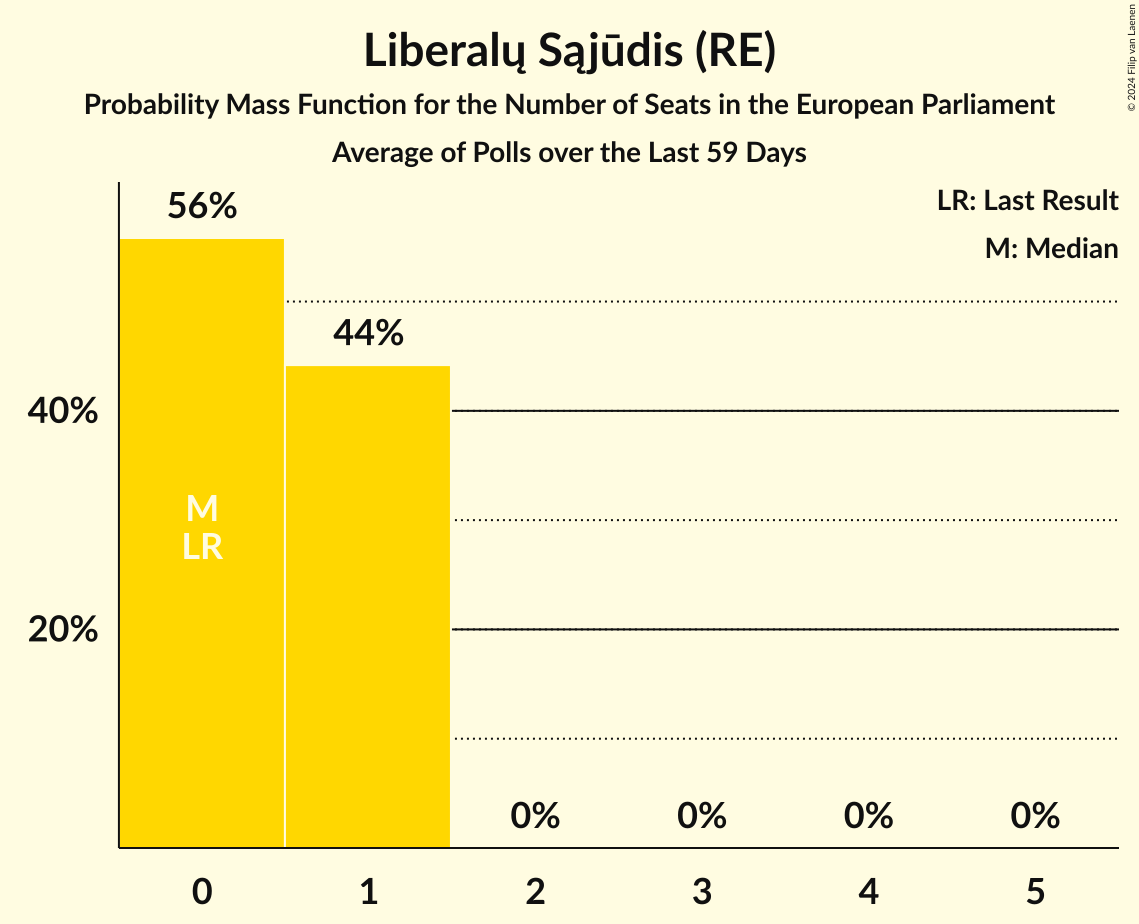 Liberalų Sąjūdis (RE)
Probability Mass Function for the Number of Seats in the European Parliament
Average of Polls over the Last 59 Days
© 2024 Filip van Laenen
LR: Last Result
M: Median
56%
44%
40%
M
LR
20%
0% 0% 0% 0%
0 1 2 3 4 5